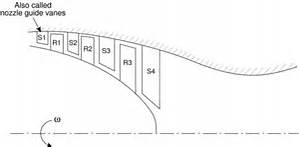 Also called
nozzle guide vanes
S1 R1 S2 R2 S3 R3 S4
ω